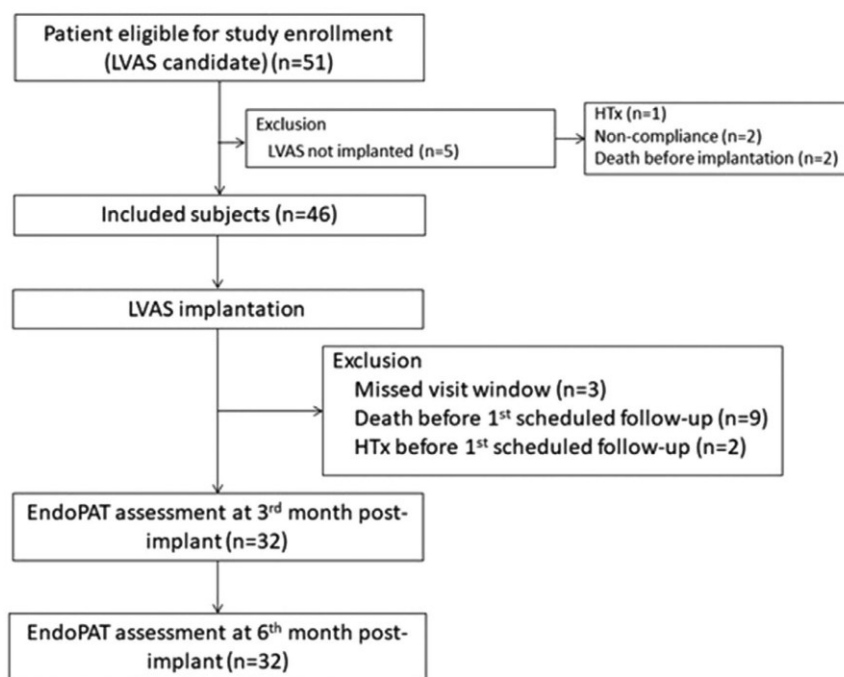 Patient eligible for study enrollment
(LVAS candidate) (n=51)
Exclusion
LVAS not implanted (n=5)
HTx (n=1)
Non-compliance (n=2)
Death before implantation (n=2)
Included subjects (n=46)
LVAS implantation
Exclusion
Missed visit window (n=3)
Death before 1st scheduled follow-up (n=9)
HTx before 1st scheduled follow-up (n=2)
EndoPAT assessment at 3rd month post-
implant (n=32)
EndoPAT assessment at 6th month post-
implant (n=32)